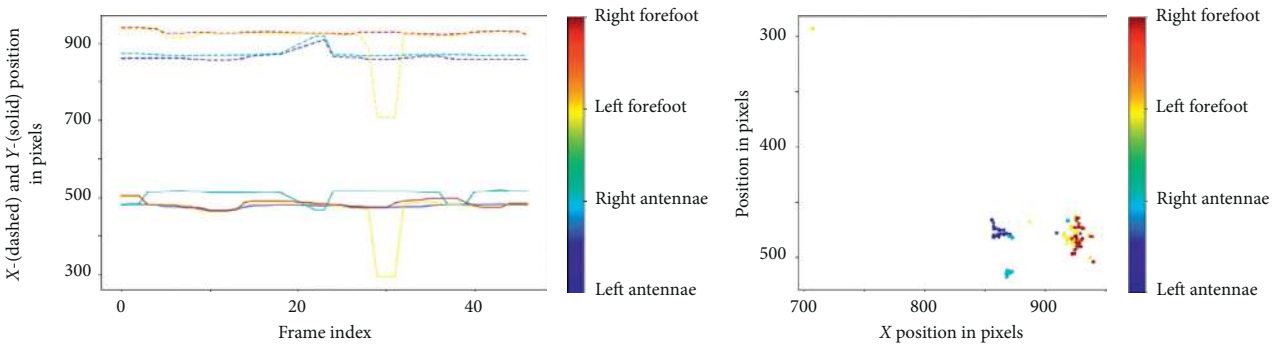 X-(dashed) and Y-(solid) position
in pixels
900
700
500
300
0
20
40
Frame index
Right forefoot
Left forefoot
Right antennae
Left antennae
Position in pixels
300
400
500
700
800
900
X position in pixels
Right forefoot
Left forefoot
Right antennae
Left antennae